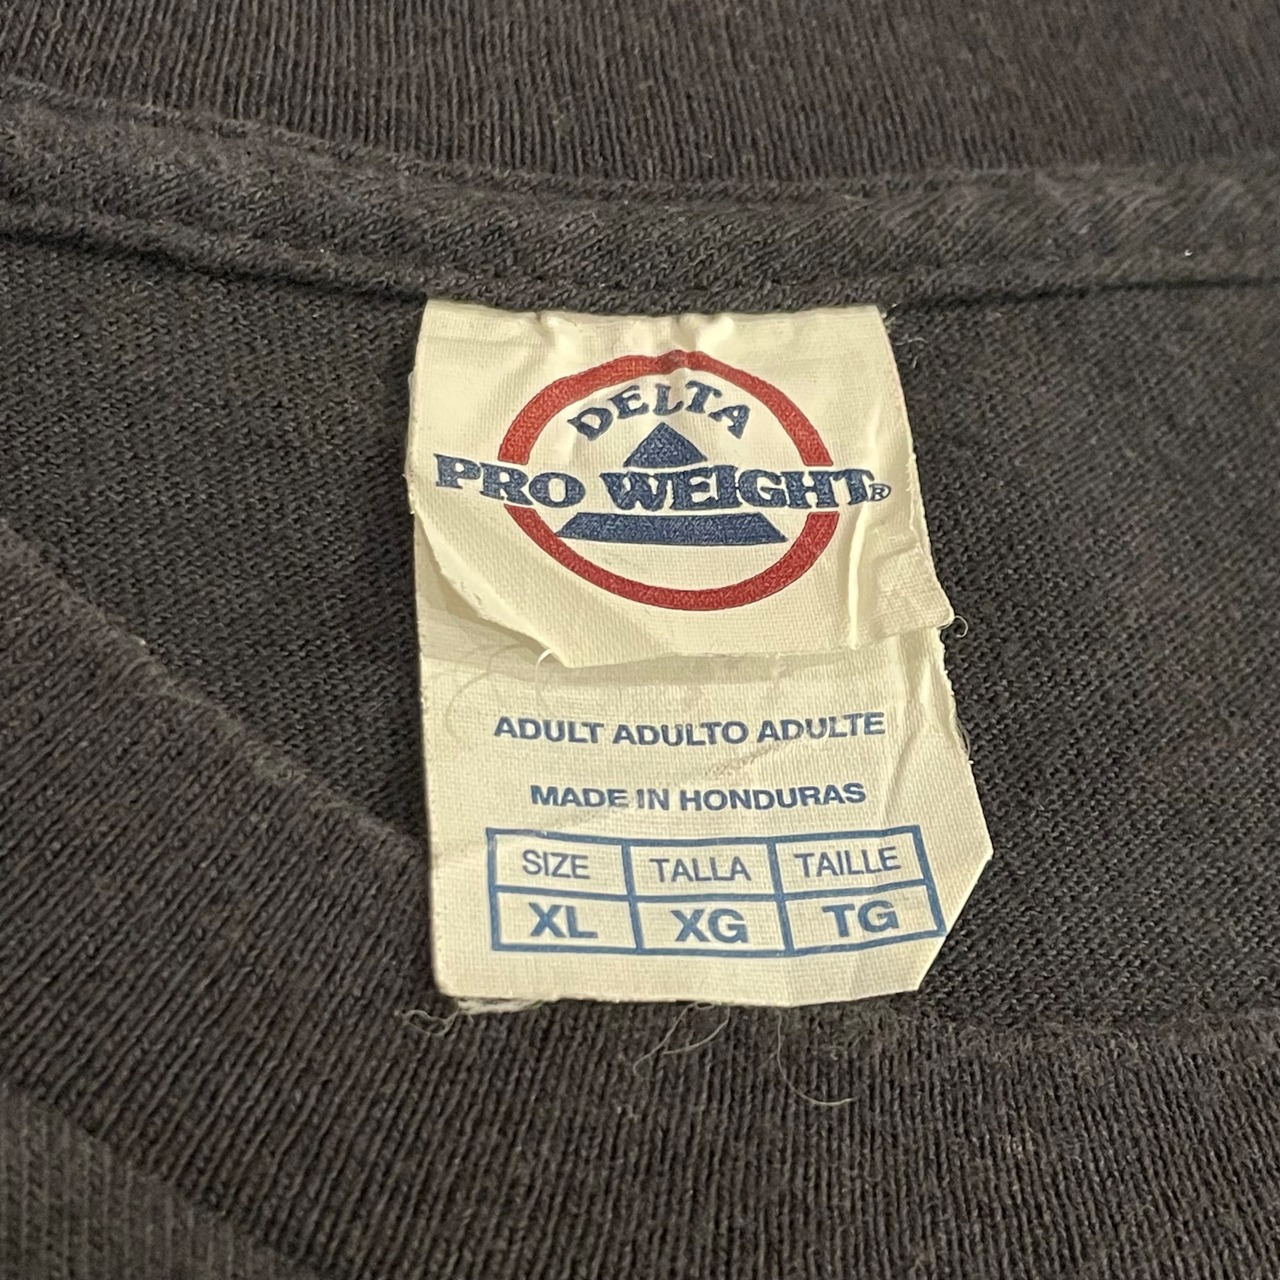 DELTA
PRO WEIGHT®
ADULT ADULTO ADULTE
MADE IN HONDURAS
SIZE TALLA TAILLE
XL XG TG